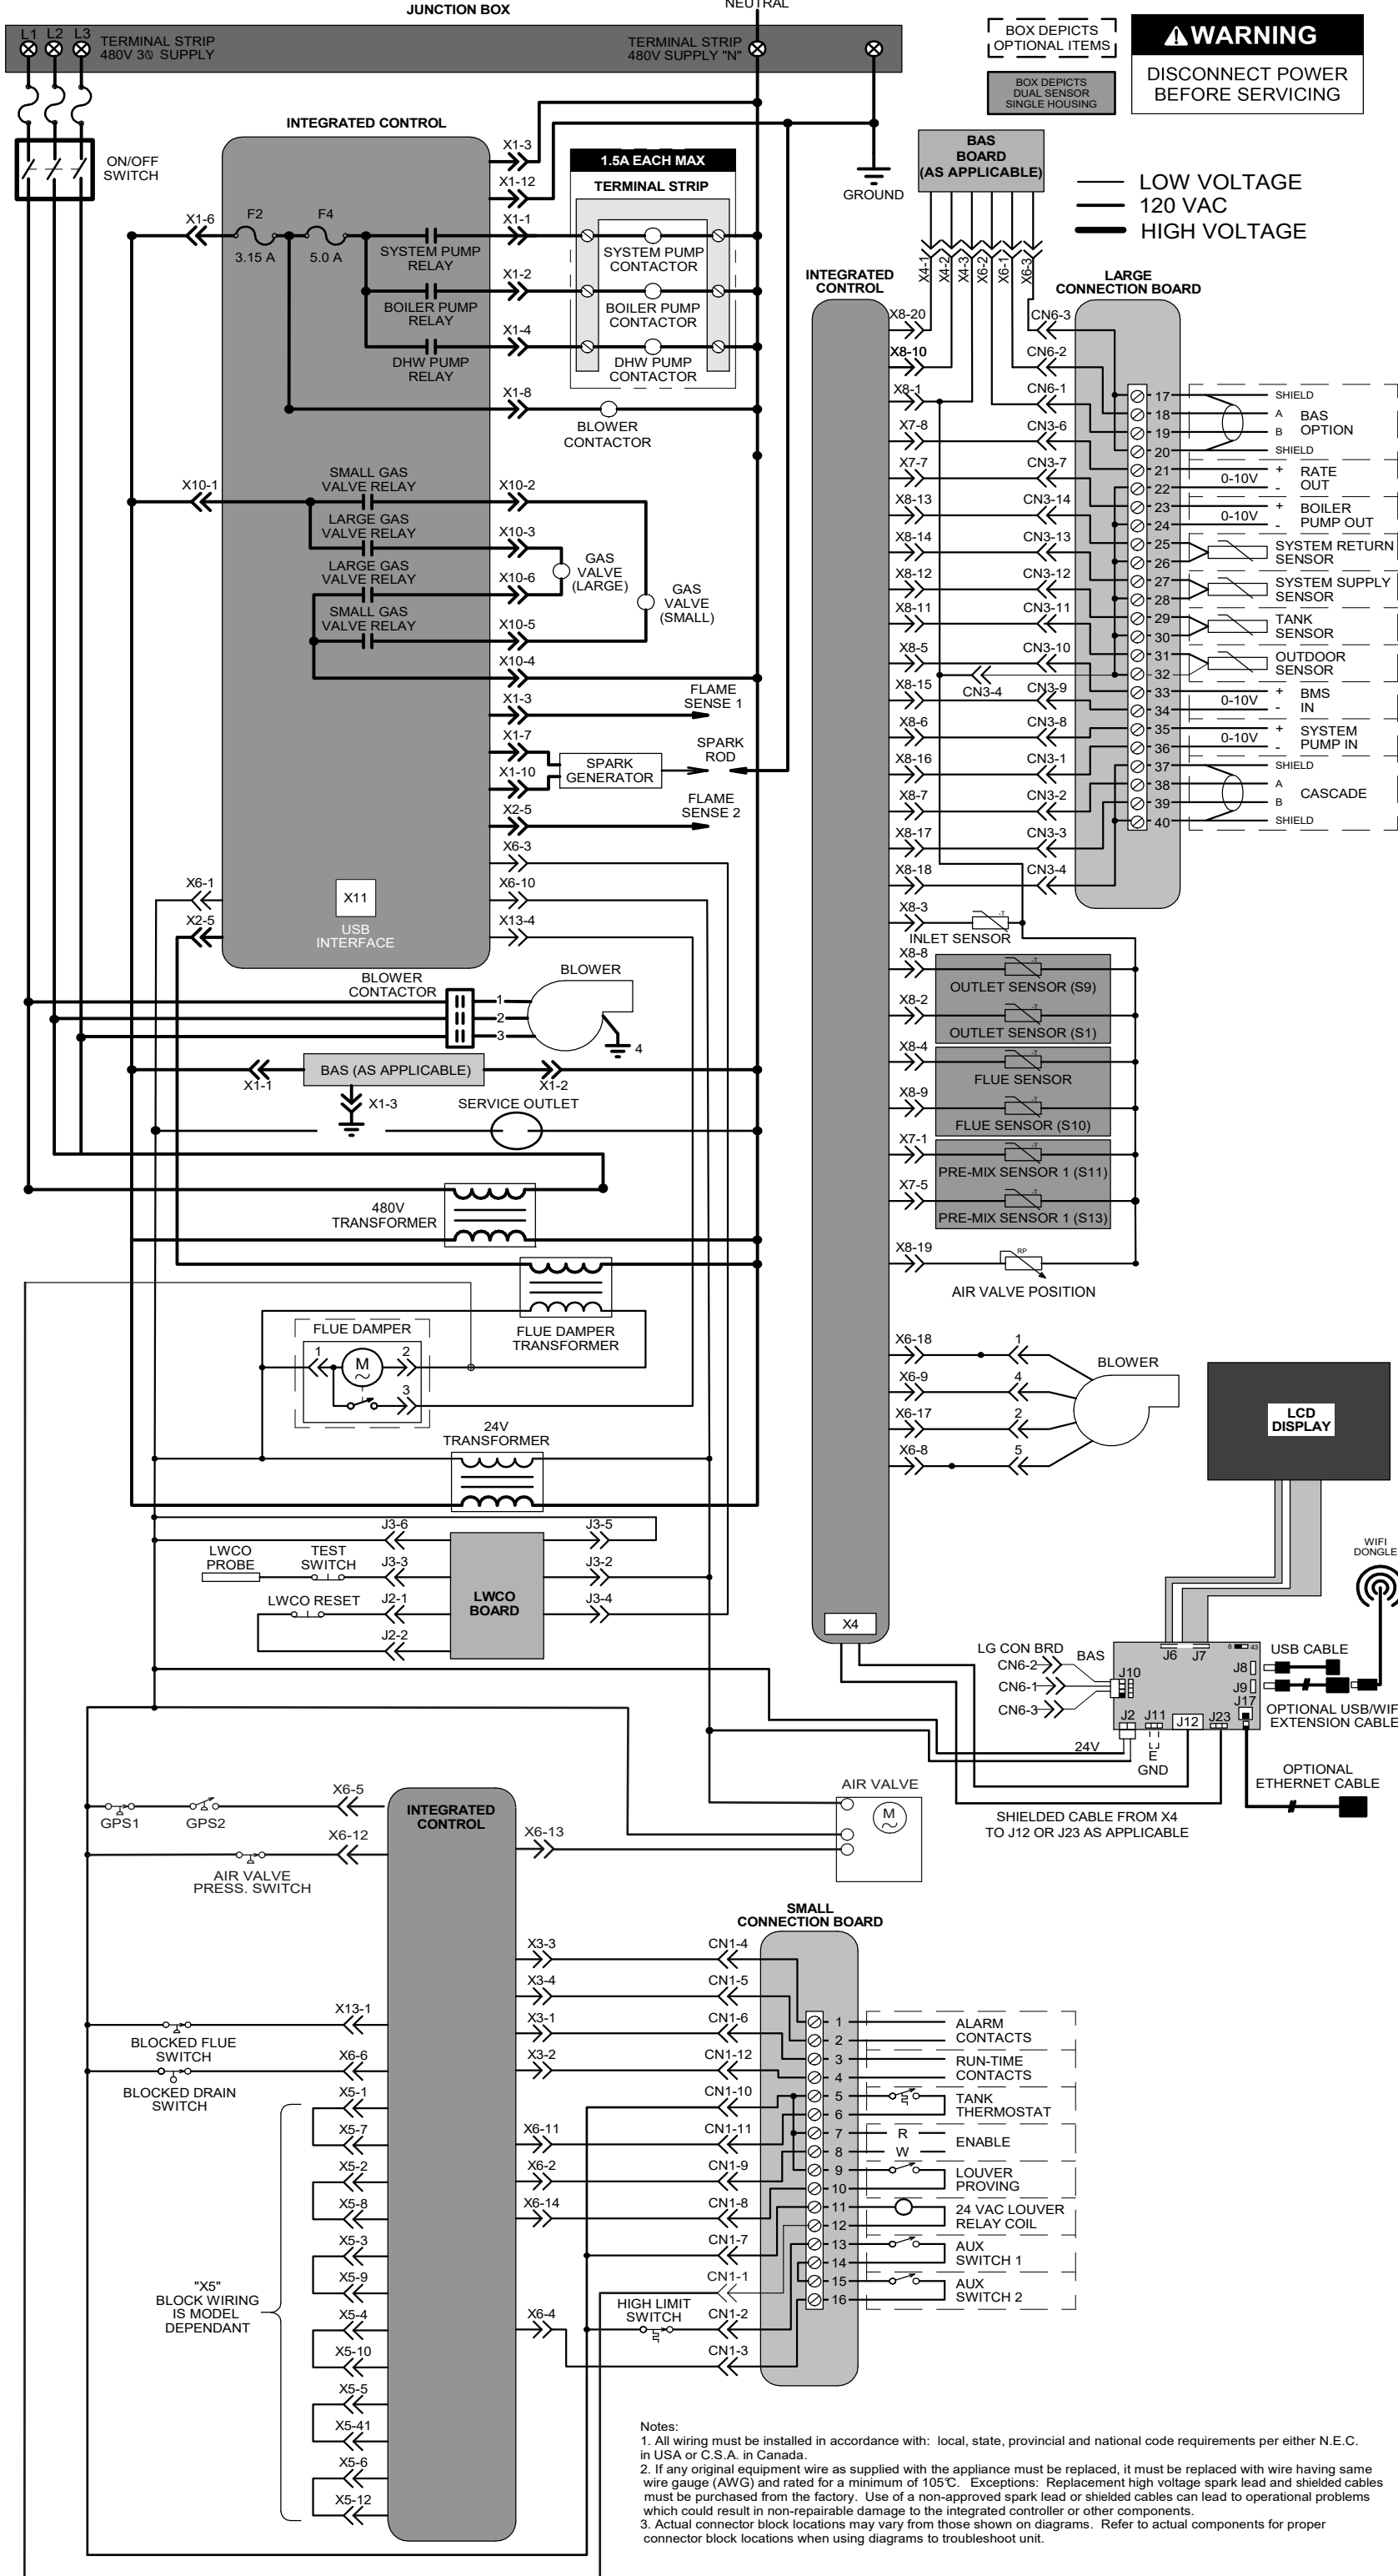 JUNCTION BOX
NEUTRAL
L1 L2 L3
TERMINAL STRIP
480V 3∅ SUPPLY
TERMINAL STRIP
480V SUPPLY "N"
BOX DEPICTS
OPTIONAL ITEMS
BOX DEPICTS
DUAL SENSOR
SINGLE HOUSING
WARNING
DISCONNECT POWER
BEFORE SERVICING
LOW VOLTAGE
120 VAC
HIGH VOLTAGE
ON/OFF
SWITCH
INTEGRATED CONTROL
X1-3
X1-12
X1-6
F2
3.15 A
F4
5.0 A
X1-1
SYSTEM PUMP
RELAY
X1-2
BOILER PUMP
RELAY
X1-4
DHW PUMP
RELAY
X1-8
BLOWER
CONTACTOR
1.5A EACH MAX
TERMINAL STRIP
SYSTEM PUMP
CONTACTOR
BOILER PUMP
CONTACTOR
DHW PUMP
CONTACTOR
GROUND
X10-1
SMALL GAS
VALVE RELAY
X10-2
LARGE GAS
VALVE RELAY
X10-3
LARGE GAS
VALVE RELAY
X10-6
SMALL GAS
VALVE RELAY
X10-5
X10-4
GAS
VALVE
(LARGE)
GAS
VALVE
(SMALL)
X1-3
FLAME
SENSE 1
X1-7
X1-10
SPARK
GENERATOR
SPARK
ROD
X2-5
FLAME
SENSE 2
X6-3
X6-10
X13-4
X6-1
X2-5
X11
USB
INTERFACE
BLOWER
CONTACTOR
BLOWER
1
2
3
4
BAS (AS APPLICABLE)
X1-1
X1-2
X1-3
SERVICE OUTLET
480V
TRANSFORMER
FLUE DAMPER
TRANSFORMER
FLUE DAMPER
1
M
2
3
24V
TRANSFORMER
J3-6
J3-5
LWCO
PROBE
TEST
SWITCH
J3-3
J3-2
LWCO RESET
J2-1
J3-4
J2-2
LWCO
BOARD
BAS
BOARD
(AS APPLICABLE)
X4-1
X4-2
X4-3
X6-2
X6-1
X6-3
INTEGRATED
CONTROL
LARGE
CONNECTION BOARD
X8-20
CN6-3
X8-10
CN6-2
X8-1
CN6-1
X7-8
CN3-6
X7-7
CN3-7
X8-13
CN3-14
X8-14
CN3-13
X8-12
CN3-12
X8-11
CN3-11
X8-5
CN3-10
CN3-4
X8-15
CN3-9
X8-6
CN3-8
X8-16
CN3-1
X8-7
CN3-2
X8-17
CN3-3
X8-18
CN3-4
17 SHIELD
18 A
19 B
BAS
OPTION
20 SHIELD
21 +
22 -
0-10V
RATE
OUT
23 +
24 -
0-10V
BOILER
PUMP OUT
25
26
SYSTEM RETURN
SENSOR
27
28
SYSTEM SUPPLY
SENSOR
29
30
TANK
SENSOR
31
32
OUTDOOR
SENSOR
33 +
34 -
0-10V
BMS
IN
35 +
36 -
0-10V
SYSTEM
PUMP IN
37 SHIELD
38 A
39 B
CASCADE
40 SHIELD
X8-3
-T
INLET SENSOR
X8-8
-T
OUTLET SENSOR (S9)
X8-2
-T
OUTLET SENSOR (S1)
X8-4
-T
FLUE SENSOR
X8-9
-T
FLUE SENSOR (S10)
X7-1
-T
PRE-MIX SENSOR 1 (S11)
X7-5
-T
PRE-MIX SENSOR 1 (S13)
X8-19
RP
AIR VALVE POSITION
X6-18
1
X6-9
4
X6-17
2
X6-8
5
BLOWER
LCD
DISPLAY
WIFI
DONGLE
X4
LG CON BRD
BAS
CN6-2
CN6-1
CN6-3
J10
J6
J7
J8
J9
J17
J2
J11
J12
J23
USB CABLE
OPTIONAL USB/WIFI
EXTENSION CABLE
24V
E
GND
OPTIONAL
ETHERNET CABLE
SHIELDED CABLE FROM X4
TO J12 OR J23 AS APPLICABLE
AIR VALVE
M
X6-5
GPS1
GPS2
X6-12
AIR VALVE
PRESS. SWITCH
INTEGRATED
CONTROL
X6-13
X13-1
BLOCKED FLUE
SWITCH
X6-6
BLOCKED DRAIN
SWITCH
X5-1
X5-7
X5-2
X5-8
X5-3
X5-9
X5-4
X5-10
X5-5
X5-41
X5-6
X5-12
"X5"
BLOCK WIRING
IS MODEL
DEPENDANT
SMALL
CONNECTION BOARD
X3-3
CN1-4
X3-4
CN1-5
X3-1
CN1-6
X3-2
CN1-12
CN1-10
X6-11
CN1-11
X6-2
CN1-9
X6-14
CN1-8
CN1-7
CN1-1
HIGH LIMIT
SWITCH
X6-4
CN1-2
CN1-3
1
2
ALARM
CONTACTS
3
4
RUN-TIME
CONTACTS
5
6
TANK
THERMOSTAT
7 R
8 W
ENABLE
9
10
LOUVER
PROVING
11
12
24 VAC LOUVER
RELAY COIL
13
14
AUX
SWITCH 1
15
16
AUX
SWITCH 2
Notes:
1. All wiring must be installed in accordance with: local, state, provincial and national code requirements per either N.E.C.
in USA or C.S.A. in Canada.
2. If any original equipment wire as supplied with the appliance must be replaced, it must be replaced with wire having same
wire gauge (AWG) and rated for a minimum of 105°C. Exceptions: Replacement high voltage spark lead and shielded cables
must be purchased from the factory. Use of a non-approved spark lead or shielded cables can lead to operational problems
which could result in non-repairable damage to the integrated controller or other components.
3. Actual connector block locations may vary from those shown on diagrams. Refer to actual components for proper
connector block locations when using diagrams to troubleshoot unit.